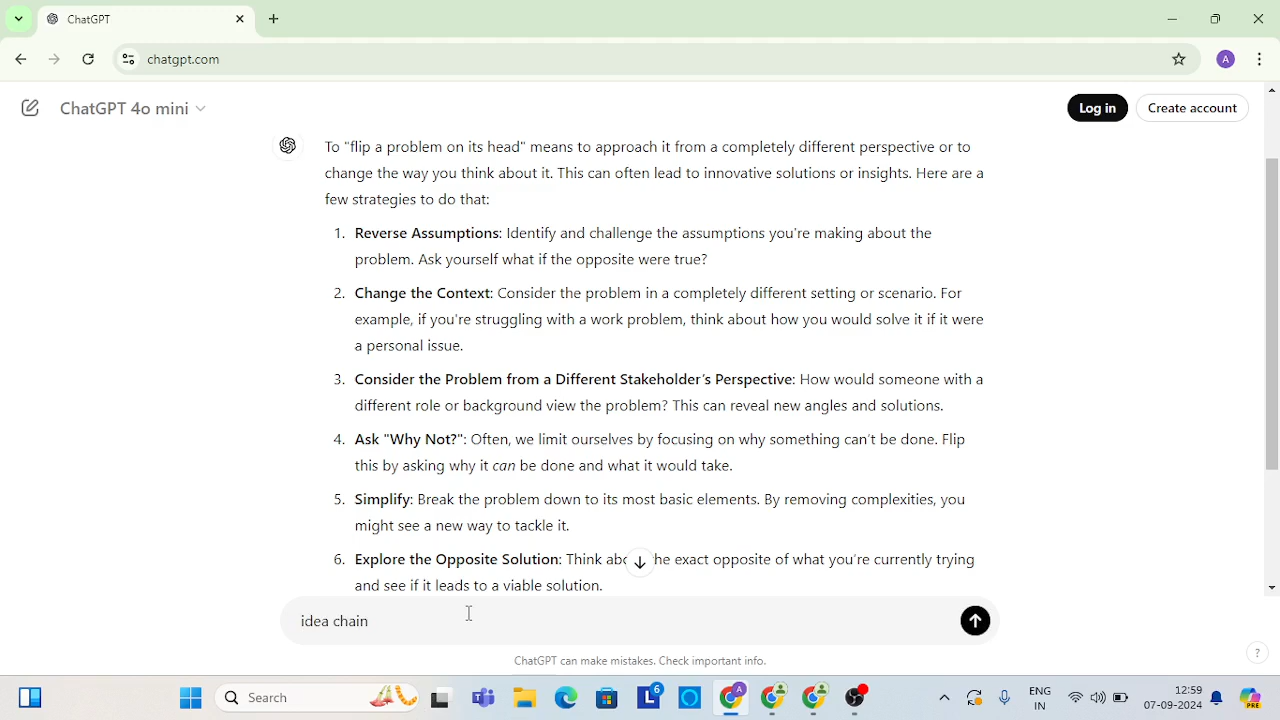 ChatGPT
chatgpt.com
A
ChatGPT 4o mini
Log in
Create account
To "flip a problem on its head" means to approach it from a completely different perspective or to
change the way you think about it. This can often lead to innovative solutions or insights. Here are a
few strategies to do that:
1. Reverse Assumptions: Identify and challenge the assumptions you're making about the
problem. Ask yourself what if the opposite were true?
2. Change the Context: Consider the problem in a completely different setting or scenario. For
example, if you're struggling with a work problem, think about how you would solve it if it were
a personal issue.
3. Consider the Problem from a Different Stakeholder's Perspective: How would someone with a
different role or background view the problem? This can reveal new angles and solutions.
4. Ask "Why Not?": Often, we limit ourselves by focusing on why something can't be done. Flip
this by asking why it can be done and what it would take.
5. Simplify: Break the problem down to its most basic elements. By removing complexities, you
might see a new way to tackle it.
6. Explore the Opposite Solution: Think the exact opposite of what you're currently trying
and see if it leads to a viable solution.
idea chain
ChatGPT can make mistakes. Check important info.
?
Search
L 6
A
ENG
IN
12:59
07-09-2024
PRE